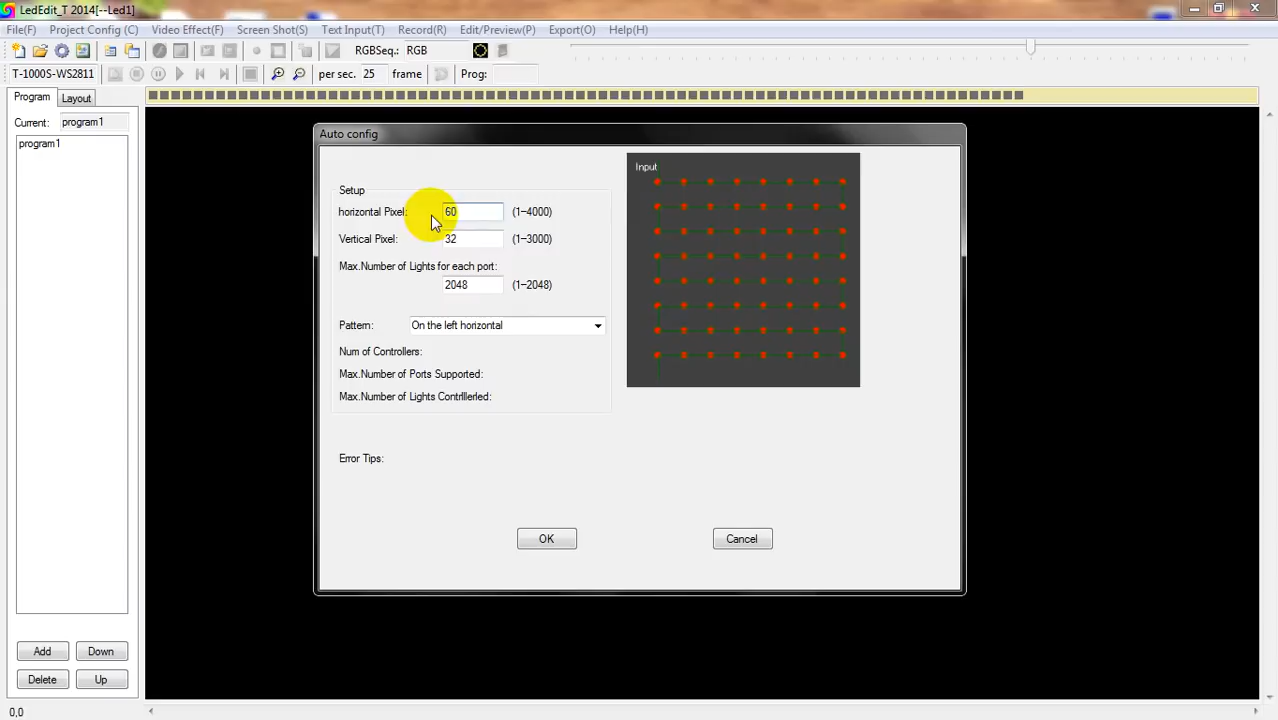 LedEdit_T 2014[--Led1]
File(F) Project Config (C) Video Effect(F) Screen Shot(S) Text Input(T) Record(R) Edit/Preview(P) Export(O) Help(H)
RGBSeq.: RGB
T-1000S-WS2811 per sec. 25 frame Prog:
Program Layout
Current: program1
program1
Auto config
Input
Setup
horizontal Pixel: 60 (1-4000)
Vertical Pixel: 32 (1-3000)
Max.Number of Lights for each port:
2048 (1-2048)
Pattern: On the left horizontal
Num of Controllers:
Max.Number of Ports Supported:
Max.Number of Lights Contrlllerled:
Error Tips:
OK Cancel
Add Down
Delete Up
0,0